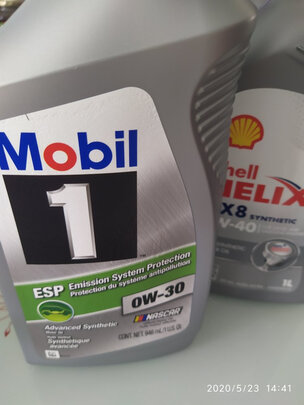 Mobil
1
ESP Emission System Protection
Protection du système antipollution
0W-30
Advanced Synthetic
Synthétique
avancée
NASCAR
CONT. NET 946 mL/1 U.S. QT.
Shell
HELIX
X8 SYNTHETIC
W-40
1L
2020/5/23 14:41